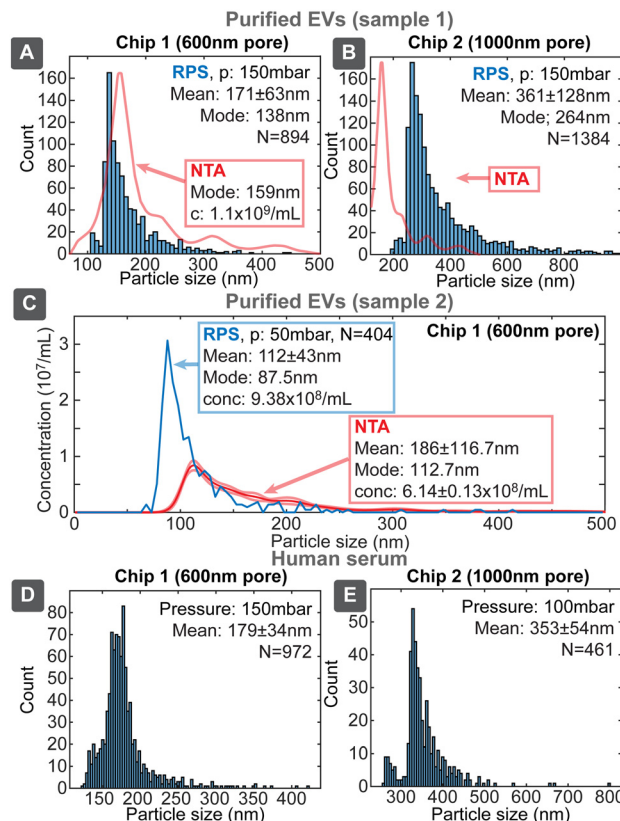 Purified EVs (sample 1)
A
Chip 1 (600nm pore)
RPS, p: 150mbar
Mean: 171±63nm
Mode: 138nm
N=894
NTA
Mode: 159nm
c: 1.1x10⁹/mL
Count
160
140
120
100
80
60
40
20
0
100
200
300
400
500
Particle size (nm)
B
Chip 2 (1000nm pore)
RPS, p: 150mbar
Mean: 361±128nm
Mode; 264nm
N=1384
NTA
Count
160
140
120
100
80
60
40
20
0
200
400
600
800
Particle size (nm)
Purified EVs (sample 2)
C
Chip 1 (600nm pore)
RPS, p: 50mbar, N=404
Mean: 112±43nm
Mode: 87.5nm
conc: 9.38x10⁸/mL
NTA
Mean: 186±116.7nm
Mode: 112.7nm
conc: 6.14±0.13x10⁸/mL
Concentration (10⁷/mL)
3
2
1
0
0
100
200
300
400
500
Particle size (nm)
Human serum
D
Chip 1 (600nm pore)
Pressure: 150mbar
Mean: 179±34nm
N=972
Count
80
70
60
50
40
30
20
10
0
150
200
250
300
350
400
Particle size (nm)
E
Chip 2 (1000nm pore)
Pressure: 100mbar
Mean: 353±54nm
N=461
Count
50
40
30
20
10
0
300
400
500
600
700
800
Particle size (nm)